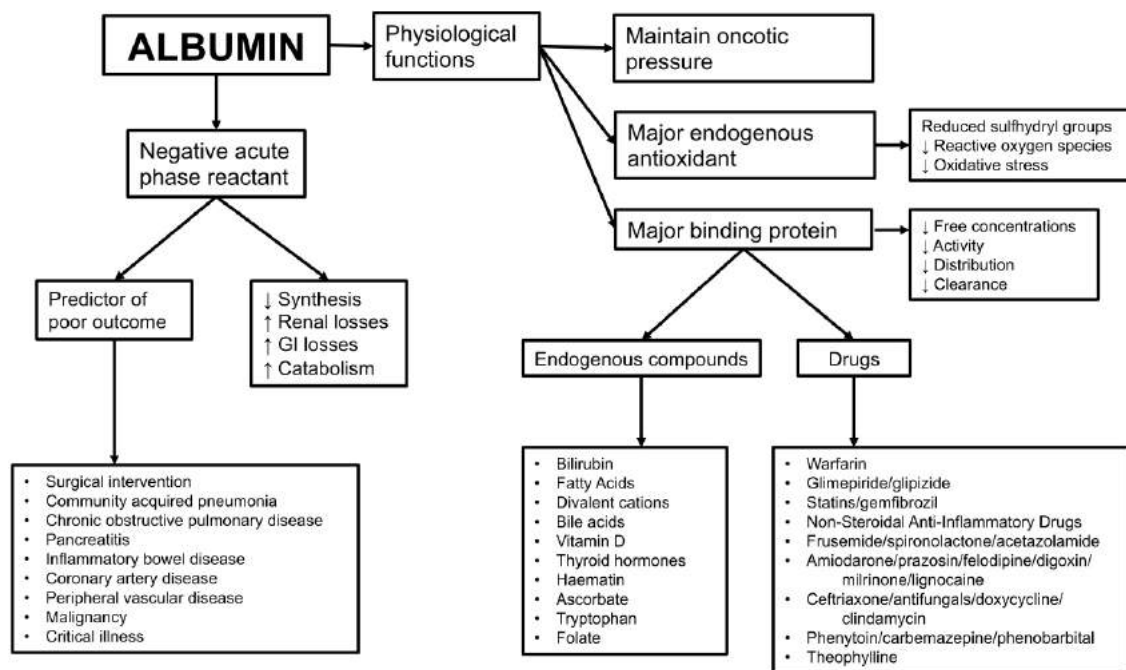 ALBUMIN
Physiological
functions
Maintain oncotic
pressure
Major endogenous
antioxidant
Reduced sulfhydryl groups
↓ Reactive oxygen species
↓ Oxidative stress
Negative acute
phase reactant
Major binding protein
↓ Free concentrations
↓ Activity
↓ Distribution
↓ Clearance
Predictor of
poor outcome
↓ Synthesis
↑ Renal losses
↑ GI losses
↑ Catabolism
Endogenous compounds
Drugs
• Surgical intervention
• Community acquired pneumonia
• Chronic obstructive pulmonary disease
• Pancreatitis
• Inflammatory bowel disease
• Coronary artery disease
• Peripheral vascular disease
• Malignancy
• Critical illness
• Bilirubin
• Fatty Acids
• Divalent cations
• Bile acids
• Vitamin D
• Thyroid hormones
• Haematin
• Ascorbate
• Tryptophan
• Folate
• Warfarin
• Glimepiride/glipizide
• Statins/gemfibrozil
• Non-Steroidal Anti-Inflammatory Drugs
• Frusemide/spironolactone/acetazolamide
• Amiodarone/prazosin/felodipine/digoxin/
milrinone/lignocaine
• Ceftriaxone/antifungals/doxycycline/
clindamycin
• Phenytoin/carbemazepine/phenobarbital
• Theophylline